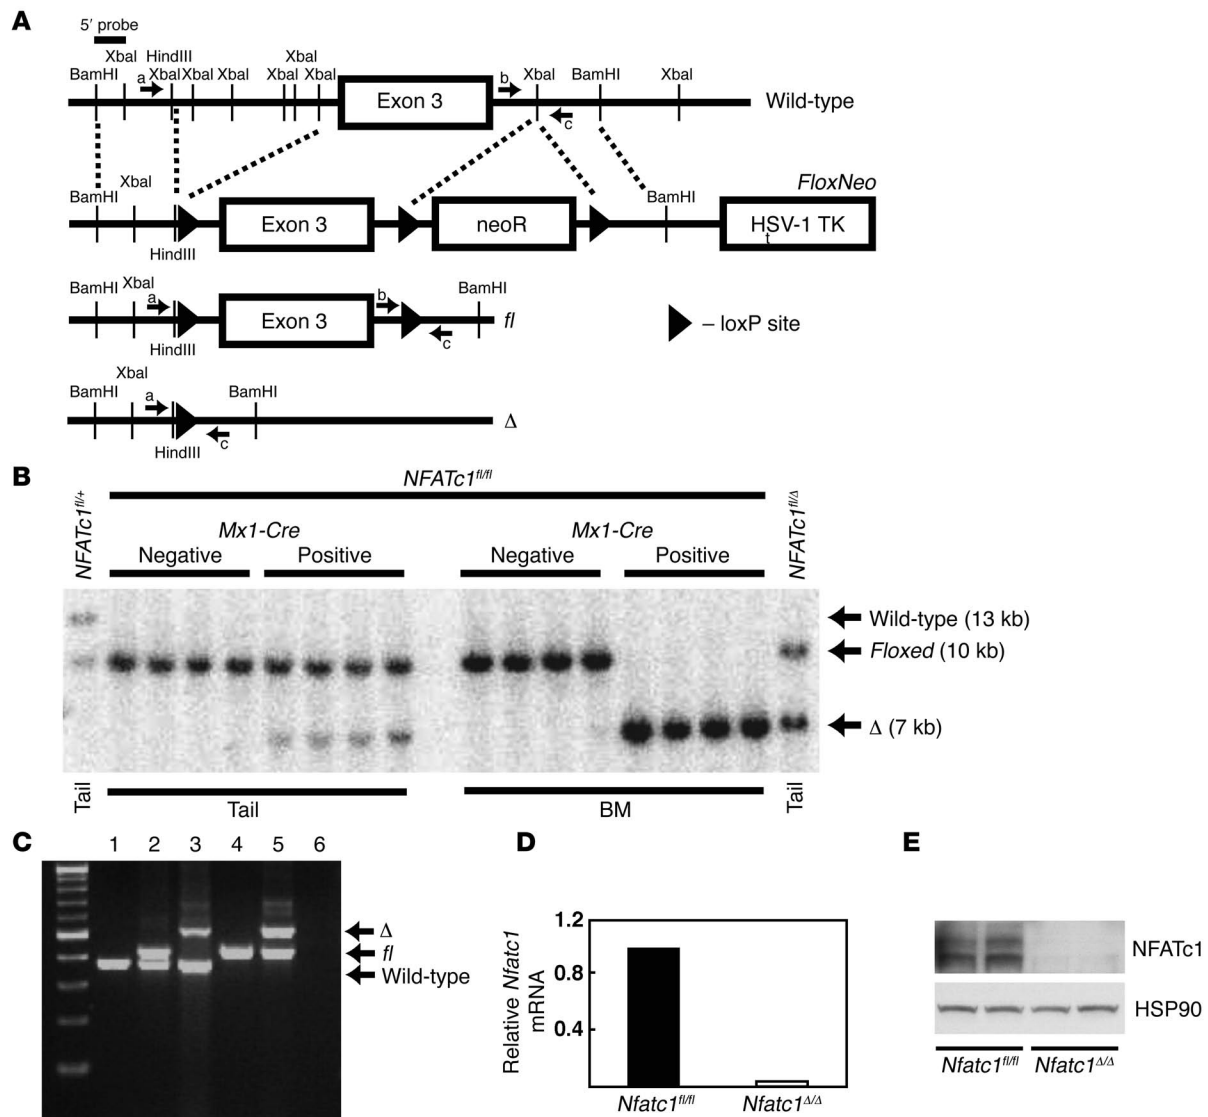 A
5′ probe
XbaI HindIII XbaI
BamHI a XbaI XbaI XbaI XbaI XbaI b XbaI BamHI XbaI
Exon 3 Wild-type
c
XbaI FloxNeo
BamHI BamHI
Exon 3 neoR HSV-1 TK
t
HindIII
BamHI XbaI a b BamHI
Exon 3 fl – loxP site
HindIII c
XbaI
BamHI a BamHI
Δ
HindIII c
B
NFATc1fl/+ NFATc1fl/fl NFATc1fl/Δ
Mx1-Cre Mx1-Cre
Negative Positive Negative Positive
Wild-type (13 kb)
Floxed (10 kb)
Δ (7 kb)
Tail Tail BM Tail
C
1 2 3 4 5 6
Δ
fl
Wild-type
D
Relative Nfatc1
mRNA
1.2
0.8
0.4
Nfatc1fl/fl Nfatc1Δ/Δ
E
NFATc1
HSP90
Nfatc1fl/fl Nfatc1Δ/Δ